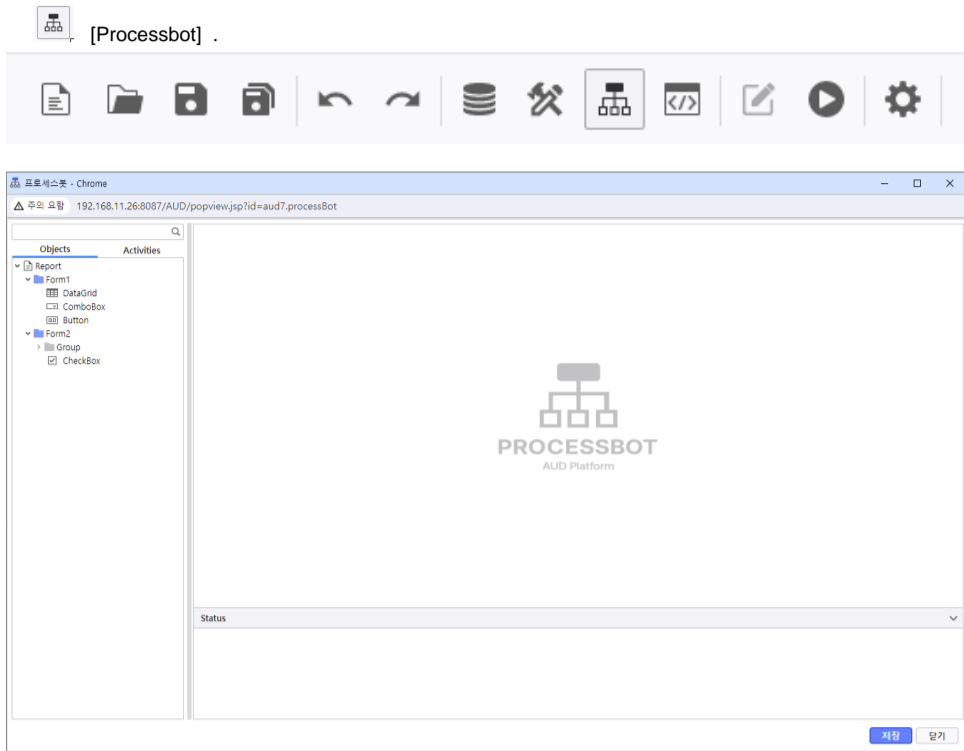 [Processbot] .
프로세스봇 - Chrome
주의 요함 192.168.11.26:8087/AUD/popview.jsp?id=aud7.processBot
Objects Activities
Report
Form1
DataGrid
ComboBox
Button
Form2
Group
CheckBox
PROCESSBOT
AUD Platform
Status
저장 닫기